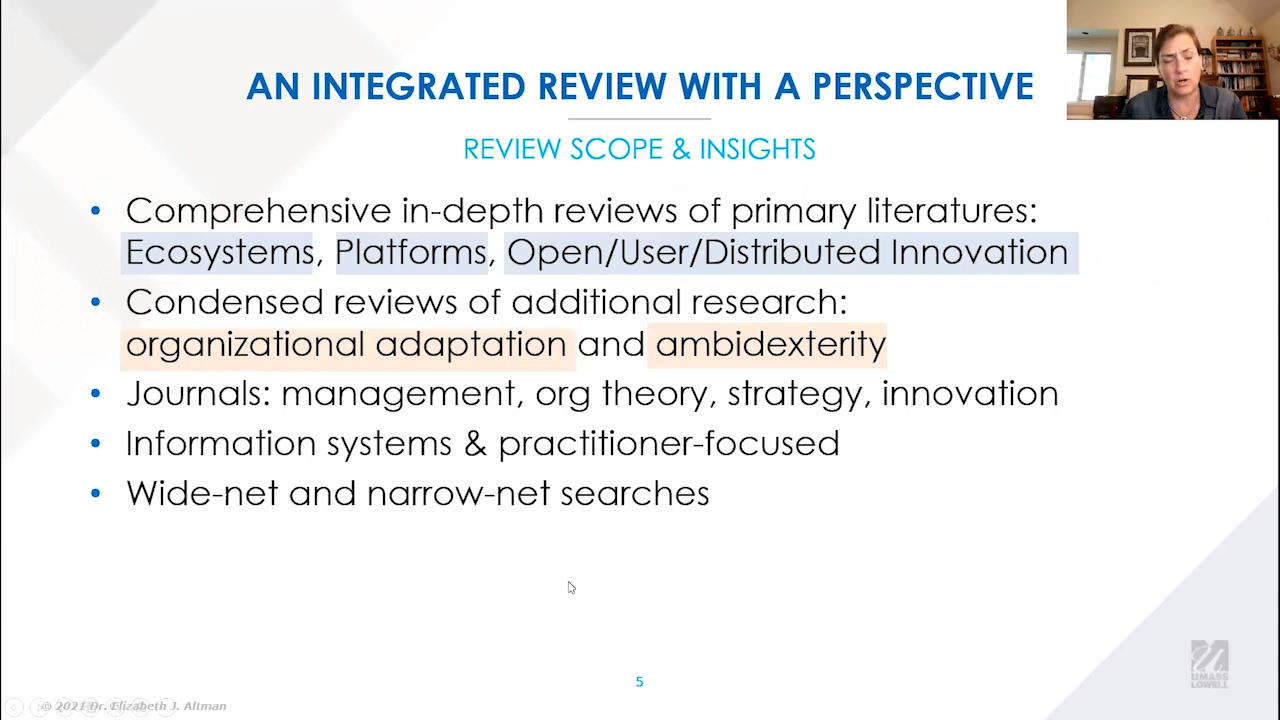 AN INTEGRATED REVIEW WITH A PERSPECTIVE
REVIEW SCOPE & INSIGHTS
• Comprehensive in-depth reviews of primary literatures:
Ecosystems, Platforms, Open/User/Distributed Innovation
• Condensed reviews of additional research:
organizational adaptation and ambidexterity
• Journals: management, org theory, strategy, innovation
• Information systems & practitioner-focused
• Wide-net and narrow-net searches
UMASS
LOWELL
5
© 2021 Dr. Elizabeth J. Altman